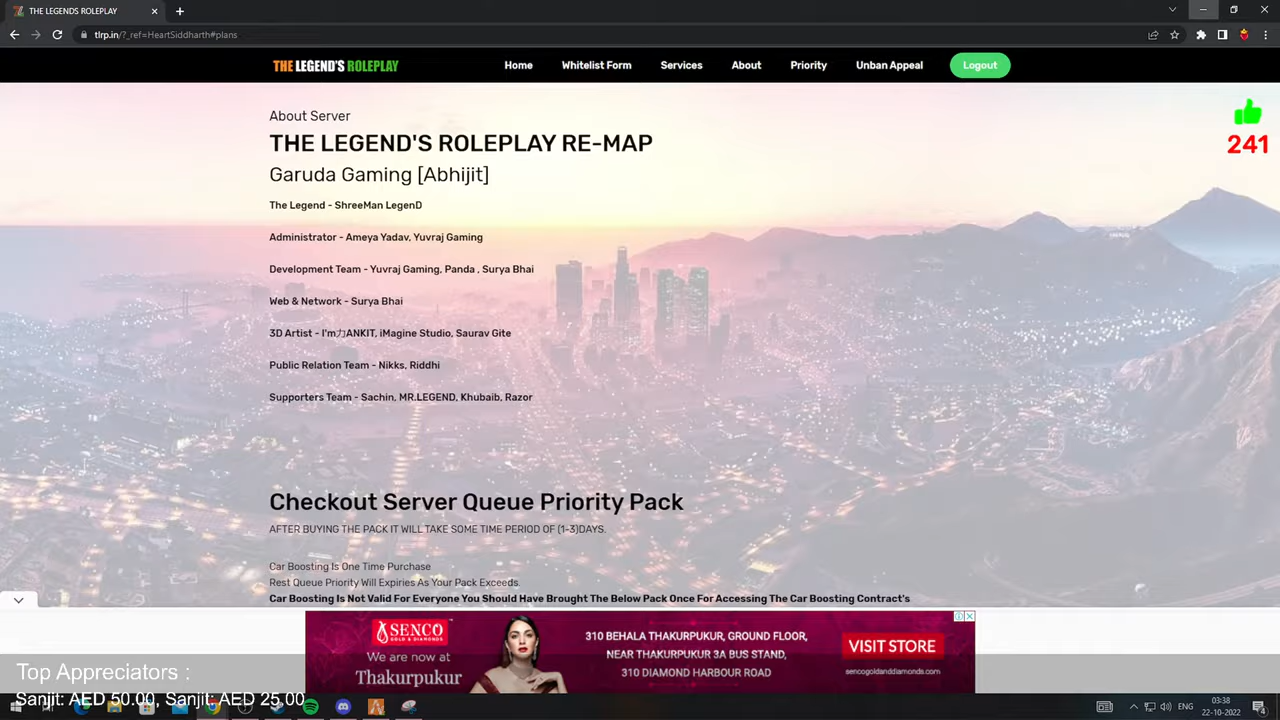 THE LEGENDS ROLEPLAY
tlrp.in/?_ref=HeartSiddharth#plans
THE LEGEND'S ROLEPLAY
Home
Whitelist Form
Services
About
Priority
Unban Appeal
Logout
About Server
THE LEGEND'S ROLEPLAY RE-MAP
Garuda Gaming [Abhijit]
241
The Legend - ShreeMan LegenD
Administrator - Ameya Yadav, Yuvraj Gaming
Development Team - Yuvraj Gaming, Panda , Surya Bhai
Web & Network - Surya Bhai
3D Artist - I'm力ANKIT, iMagine Studio, Saurav Gite
Public Relation Team - Nikks, Riddhi
Supporters Team - Sachin, MR.LEGEND, Khubaib, Razor
Checkout Server Queue Priority Pack
AFTER BUYING THE PACK IT WILL TAKE SOME TIME PERIOD OF (1-3)DAYS.
Car Boosting Is One Time Purchase
Rest Queue Priority Will Expiries As Your Pack Exceeds.
Car Boosting Is Not Valid For Everyone You Should Have Brought The Below Pack Once For Accessing The Car Boosting Contract's
SENCO
GOLD & DIAMONDS
We are now at
Thakurpukur
310 BEHALA THAKURPUKUR, GROUND FLOOR,
NEAR THAKURPUKUR 3A BUS STAND,
310 DIAMOND HARBOUR ROAD
VISIT STORE
sencogoldanddiamonds.com
Top Appreciators :
Sanjit: AED 50.00, Sanjit: AED 25.00
ENG
03:38
22-10-2022
4